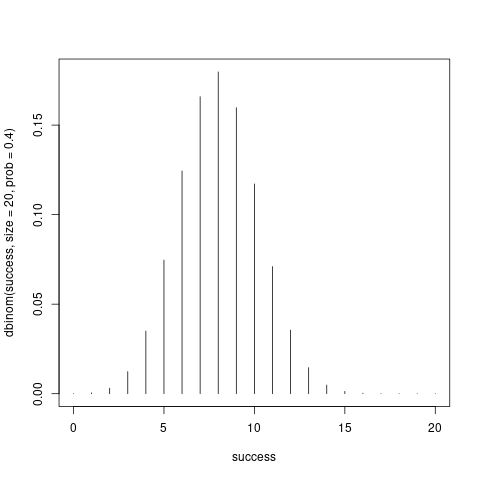 dbinom(success, size = 20, prob = 0.4)
0.15
0.10
0.05
0.00
0 5 10 15 20
success